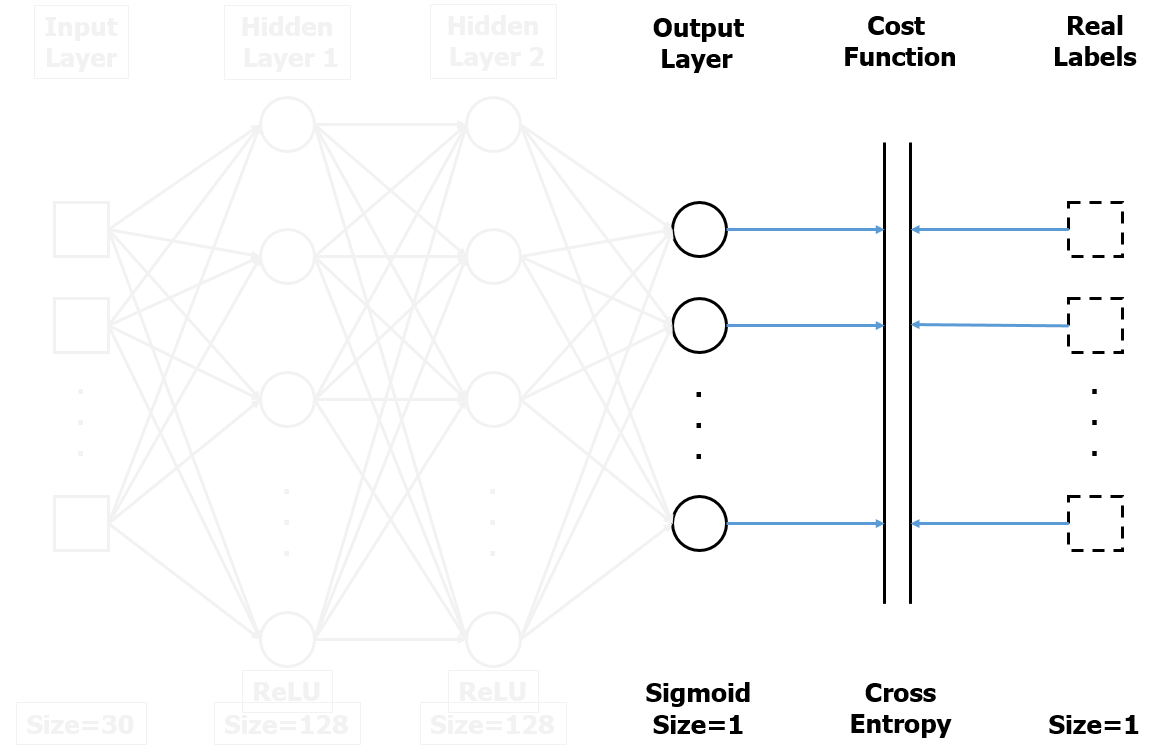 Input
Layer
Hidden
Layer 1
Hidden
Layer 2
Output
Layer
Cost
Function
Real
Labels
ReLU
ReLU
Sigmoid
Cross
Entropy
Size=30
Size=128
Size=128
Size=1
Size=1